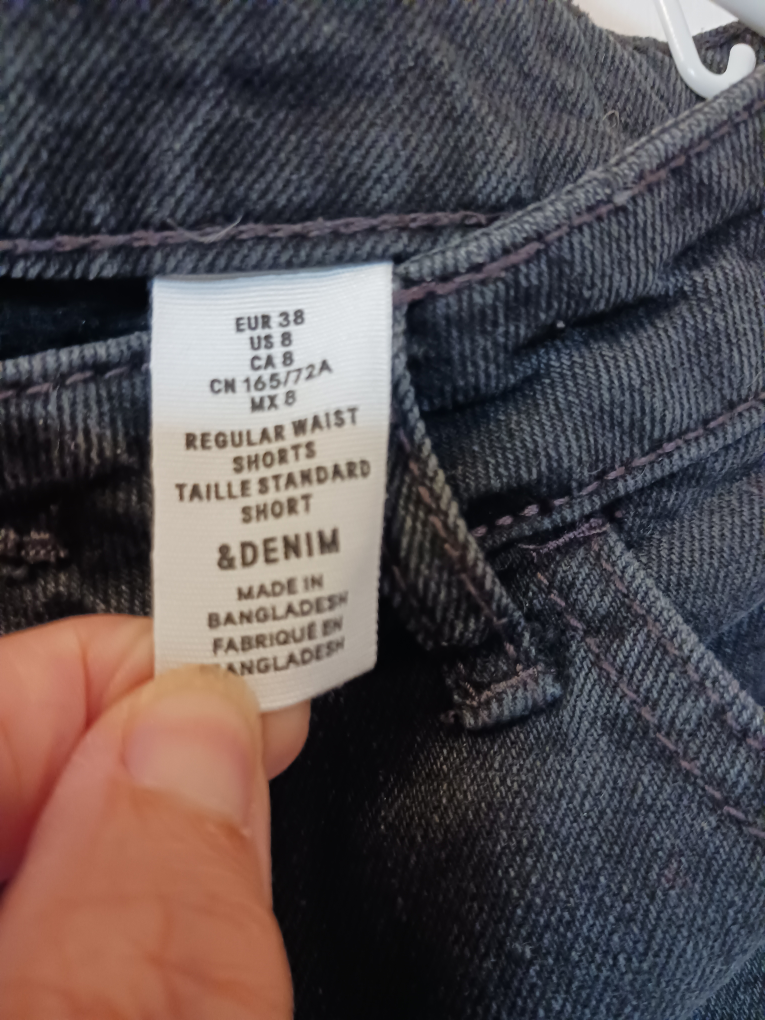 EUR 38
US 8
CA 8
CN 165/72A
MX 8
REGULAR WAIST
SHORTS
TAILLE STANDARD
SHORT
&DENIM
MADE IN
BANGLADESH
FABRIQUÉ EN
BANGLADESH